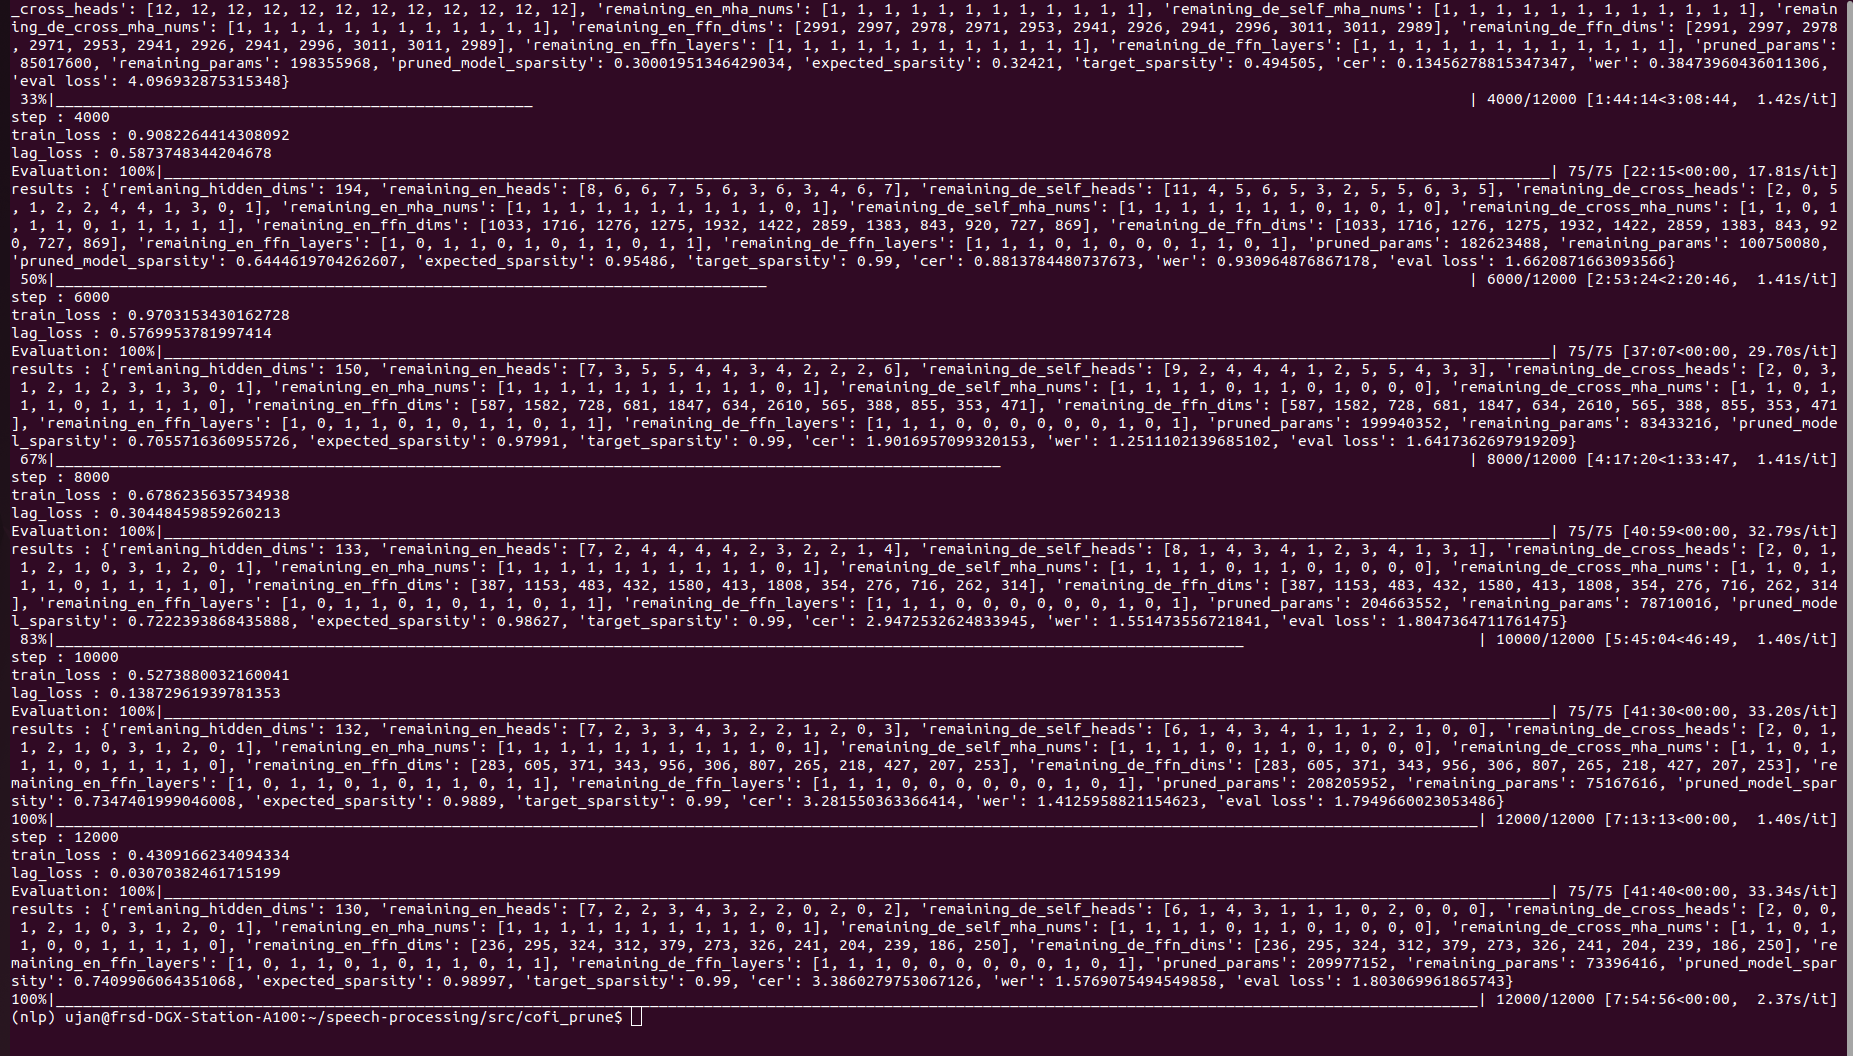 _cross_heads': [12, 12, 12, 12, 12, 12, 12, 12, 12, 12, 12, 12], 'remaining_en_mha_nums': [1, 1, 1, 1, 1, 1, 1, 1, 1, 1, 1, 1], 'remaining_de_self_mha_nums': [1, 1, 1, 1, 1, 1, 1, 1, 1, 1, 1, 1], 'remain
ing_de_cross_mha_nums': [1, 1, 1, 1, 1, 1, 1, 1, 1, 1, 1, 1], 'remaining_en_ffn_dims': [2991, 2997, 2978, 2971, 2953, 2941, 2926, 2941, 2996, 3011, 3011, 2989], 'remaining_de_ffn_dims': [2991, 2997, 2978
, 2971, 2953, 2941, 2926, 2941, 2996, 3011, 3011, 2989], 'remaining_en_ffn_layers': [1, 1, 1, 1, 1, 1, 1, 1, 1, 1, 1, 1], 'remaining_de_ffn_layers': [1, 1, 1, 1, 1, 1, 1, 1, 1, 1, 1, 1], 'pruned_params':
 85017600, 'remaining_params': 198355968, 'pruned_model_sparsity': 0.30001951346429034, 'expected_sparsity': 0.32421, 'target_sparsity': 0.494505, 'cer': 0.13456278815347347, 'wer': 0.38473960436011306,
'eval loss': 4.096932875315348}
 33%|_____________________________________________________ | 4000/12000 [1:44:14<3:08:44,  1.42s/it]
step : 4000
train_loss : 0.9082264414308092
lag_loss : 0.5873748344204678
Evaluation: 100%|_____________________________________________________| 75/75 [22:15<00:00, 17.81s/it]
results : {'remianing_hidden_dims': 194, 'remaining_en_heads': [8, 6, 6, 7, 5, 6, 3, 6, 3, 4, 6, 7], 'remaining_de_self_heads': [11, 4, 5, 6, 5, 3, 2, 5, 5, 6, 3, 5], 'remaining_de_cross_heads': [2, 0, 5
, 1, 2, 2, 4, 4, 1, 3, 0, 1], 'remaining_en_mha_nums': [1, 1, 1, 1, 1, 1, 1, 1, 1, 1, 0, 1], 'remaining_de_self_mha_nums': [1, 1, 1, 1, 1, 1, 1, 0, 1, 0, 1, 0], 'remaining_de_cross_mha_nums': [1, 1, 0, 1
, 1, 1, 1, 0, 1, 1, 1, 1, 1], 'remaining_en_ffn_dims': [1033, 1716, 1276, 1275, 1932, 1422, 2859, 1383, 843, 920, 727, 869], 'remaining_de_ffn_dims': [1033, 1716, 1276, 1275, 1932, 1422, 2859, 1383, 843, 92
0, 727, 869], 'remaining_en_ffn_layers': [1, 0, 1, 1, 0, 1, 0, 1, 1, 0, 1, 1], 'remaining_de_ffn_layers': [1, 1, 1, 0, 1, 0, 0, 0, 1, 1, 0, 1], 'pruned_params': 182623488, 'remaining_params': 100750080,
'pruned_model_sparsity': 0.6444619704262607, 'expected_sparsity': 0.95486, 'target_sparsity': 0.99, 'cer': 0.8813784480737673, 'wer': 0.930964876867178, 'eval loss': 1.6620871663093566}
 50%|_____________________________________________________ | 6000/12000 [2:53:24<2:20:46,  1.41s/it]
step : 6000
train_loss : 0.9703153430162728
lag_loss : 0.5769953781997414
Evaluation: 100%|_____________________________________________________| 75/75 [37:07<00:00, 29.70s/it]
results : {'remianing_hidden_dims': 150, 'remaining_en_heads': [7, 3, 5, 5, 4, 4, 3, 4, 2, 2, 2, 6], 'remaining_de_self_heads': [9, 2, 4, 4, 4, 1, 2, 5, 5, 4, 3, 3], 'remaining_de_cross_heads': [2, 0, 3,
 1, 2, 1, 2, 3, 1, 3, 0, 1], 'remaining_en_mha_nums': [1, 1, 1, 1, 1, 1, 1, 1, 1, 1, 0, 1], 'remaining_de_self_mha_nums': [1, 1, 1, 1, 0, 1, 1, 0, 1, 0, 0, 0], 'remaining_de_cross_mha_nums': [1, 1, 0, 1,
 1, 1, 0, 1, 1, 1, 1, 0], 'remaining_en_ffn_dims': [587, 1582, 728, 681, 1847, 634, 2610, 565, 388, 855, 353, 471], 'remaining_de_ffn_dims': [587, 1582, 728, 681, 1847, 634, 2610, 565, 388, 855, 353, 471
], 'remaining_en_ffn_layers': [1, 0, 1, 1, 0, 1, 0, 1, 1, 0, 1, 1], 'remaining_de_ffn_layers': [1, 1, 1, 0, 0, 0, 0, 0, 1, 1, 0, 1], 'pruned_params': 199940352, 'remaining_params': 83433216, 'pruned_mode
l_sparsity': 0.7055716360955726, 'expected_sparsity': 0.97991, 'target_sparsity': 0.99, 'cer': 1.9016957099320153, 'wer': 1.2511102139685102, 'eval loss': 1.6417362697919209}
 67%|_____________________________________________________ | 8000/12000 [4:17:20<1:33:47,  1.41s/it]
step : 8000
train_loss : 0.6786235635734938
lag_loss : 0.30448459859260213
Evaluation: 100%|_____________________________________________________| 75/75 [40:59<00:00, 32.79s/it]
results : {'remianing_hidden_dims': 133, 'remaining_en_heads': [7, 2, 4, 4, 4, 4, 2, 3, 2, 2, 1, 4], 'remaining_de_self_heads': [8, 1, 4, 3, 4, 1, 2, 3, 4, 1, 3, 1], 'remaining_de_cross_heads': [2, 0, 1,
 1, 2, 1, 0, 3, 1, 2, 0, 1], 'remaining_en_mha_nums': [1, 1, 1, 1, 1, 1, 1, 1, 1, 1, 0, 1], 'remaining_de_self_mha_nums': [1, 1, 1, 1, 0, 1, 1, 0, 1, 0, 0, 0], 'remaining_de_cross_mha_nums': [1, 1, 0, 1,
 1, 1, 0, 1, 1, 1, 1, 0], 'remaining_en_ffn_dims': [387, 1153, 483, 432, 1580, 413, 1808, 354, 276, 716, 262, 314], 'remaining_de_ffn_dims': [387, 1153, 483, 432, 1580, 413, 1808, 354, 276, 716, 262, 314
], 'remaining_en_ffn_layers': [1, 0, 1, 1, 0, 1, 0, 1, 1, 0, 1, 1], 'remaining_de_ffn_layers': [1, 1, 1, 0, 0, 0, 0, 0, 0, 1, 0, 1], 'pruned_params': 204663552, 'remaining_params': 78710016, 'pruned_mode
l_sparsity': 0.7222393868435888, 'expected_sparsity': 0.98627, 'target_sparsity': 0.99, 'cer': 2.9472532624833945, 'wer': 1.551473556721841, 'eval loss': 1.8047364711761475}
 83%|_____________________________________________________ | 10000/12000 [5:45:04<46:49,  1.40s/it]
step : 10000
train_loss : 0.5273880032160041
lag_loss : 0.13872961939781353
Evaluation: 100%|_____________________________________________________| 75/75 [41:30<00:00, 33.20s/it]
results : {'remianing_hidden_dims': 132, 'remaining_en_heads': [7, 2, 3, 3, 4, 3, 2, 2, 1, 2, 0, 3], 'remaining_de_self_heads': [6, 1, 4, 3, 4, 1, 1, 1, 2, 1, 0, 0], 'remaining_de_cross_heads': [2, 0, 1,
 1, 2, 1, 0, 3, 1, 2, 0, 1], 'remaining_en_mha_nums': [1, 1, 1, 1, 1, 1, 1, 1, 1, 1, 0, 1], 'remaining_de_self_mha_nums': [1, 1, 1, 1, 0, 1, 1, 0, 1, 0, 0, 0], 'remaining_de_cross_mha_nums': [1, 1, 0, 1,
 1, 1, 0, 1, 1, 1, 1, 0], 'remaining_en_ffn_dims': [283, 605, 371, 343, 956, 306, 807, 265, 218, 427, 207, 253], 'remaining_de_ffn_dims': [283, 605, 371, 343, 956, 306, 807, 265, 218, 427, 207, 253], 're
maining_en_ffn_layers': [1, 0, 1, 1, 0, 1, 0, 1, 1, 0, 1, 1], 'remaining_de_ffn_layers': [1, 1, 1, 0, 0, 0, 0, 0, 0, 1, 0, 1], 'pruned_params': 208205952, 'remaining_params': 75167616, 'pruned_model_spar
sity': 0.7347401999046008, 'expected_sparsity': 0.9889, 'target_sparsity': 0.99, 'cer': 3.281550363366414, 'wer': 1.4125958821154623, 'eval loss': 1.7949660023053486}
100%|_____________________________________________________| 12000/12000 [7:13:13<00:00,  1.40s/it]
step : 12000
train_loss : 0.4309166234094334
lag_loss : 0.03070382461715199
Evaluation: 100%|_____________________________________________________| 75/75 [41:40<00:00, 33.34s/it]
results : {'remianing_hidden_dims': 130, 'remaining_en_heads': [7, 2, 2, 3, 4, 3, 2, 2, 0, 2, 0, 2], 'remaining_de_self_heads': [6, 1, 4, 3, 1, 1, 1, 0, 2, 0, 0, 0], 'remaining_de_cross_heads': [2, 0, 0,
 1, 2, 1, 0, 3, 1, 2, 0, 1], 'remaining_en_mha_nums': [1, 1, 1, 1, 1, 1, 1, 1, 1, 1, 0, 1], 'remaining_de_self_mha_nums': [1, 1, 1, 1, 0, 1, 1, 0, 1, 0, 0, 0], 'remaining_de_cross_mha_nums': [1, 1, 0, 1,
 1, 0, 0, 1, 1, 1, 1, 0], 'remaining_en_ffn_dims': [236, 295, 324, 312, 379, 273, 326, 241, 204, 239, 186, 250], 'remaining_de_ffn_dims': [236, 295, 324, 312, 379, 273, 326, 241, 204, 239, 186, 250], 're
maining_en_ffn_layers': [1, 0, 1, 1, 0, 1, 0, 1, 1, 0, 1, 1], 'remaining_de_ffn_layers': [1, 1, 1, 0, 0, 0, 0, 0, 0, 1, 0, 1], 'pruned_params': 209977152, 'remaining_params': 73396416, 'pruned_model_spar
sity': 0.7409906064351068, 'expected_sparsity': 0.98997, 'target_sparsity': 0.99, 'cer': 3.3860279753067126, 'wer': 1.5769075494549858, 'eval loss': 1.803069961865743}
100%|_____________________________________________________| 12000/12000 [7:54:56<00:00,  2.37s/it]
(nlp) ujan@frsd-DGX-Station-A100:~/speech-processing/src/cofi_prune$